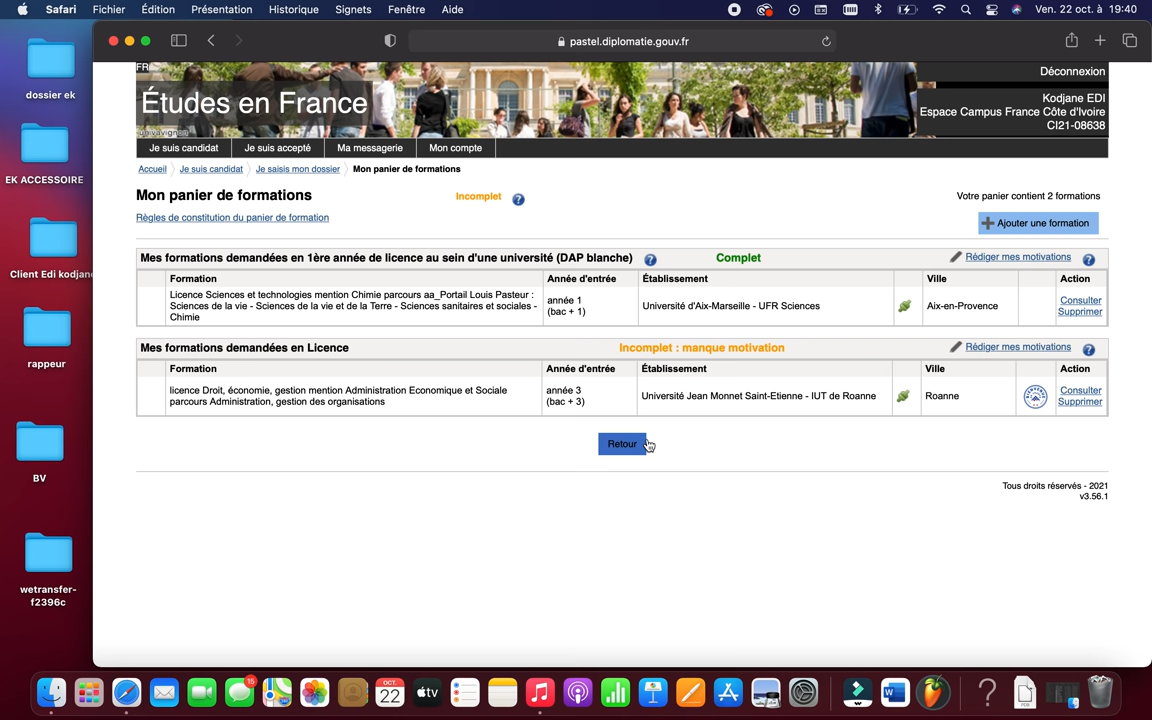 Safari Fichier Édition Présentation Historique Signets Fenêtre Aide Ven. 22 oct. à 19:40
pastel.diplomatie.gouv.fr
dossier ek
EK ACCESSOIRE
Client Edi kodjane
rappeur
BV
wetransfer-
f2396c
FR
Déconnexion
Études en France
Kodjane EDI
Espace Campus France Côte d'Ivoire
CI21-08638
univavignon
Je suis candidat Je suis accepté Ma messagerie Mon compte
Accueil Je suis candidat Je saisis mon dossier Mon panier de formations
Mon panier de formations Incomplet ? Votre panier contient 2 formations
Règles de constitution du panier de formation Ajouter une formation
Mes formations demandées en 1ère année de licence au sein d'une université (DAP blanche) ? Complet Rédiger mes motivations ?
Formation Année d'entrée Établissement Ville Action
Licence Sciences et technologies mention Chimie parcours aa_Portail Louis Pasteur :
Sciences de la vie - Sciences de la vie et de la Terre - Sciences sanitaires et sociales -
Chimie
année 1
(bac + 1)
Université d'Aix-Marseille - UFR Sciences
Aix-en-Provence
Consulter
Supprimer
Mes formations demandées en Licence Incomplet : manque motivation Rédiger mes motivations ?
Formation Année d'entrée Établissement Ville Action
licence Droit, économie, gestion mention Administration Economique et Sociale
parcours Administration, gestion des organisations
année 3
(bac + 3)
Université Jean Monnet Saint-Etienne - IUT de Roanne
Roanne
Consulter
Supprimer
Retour
Tous droits réservés - 2021
v3.56.1
15
OCT.
22
tv
W
?